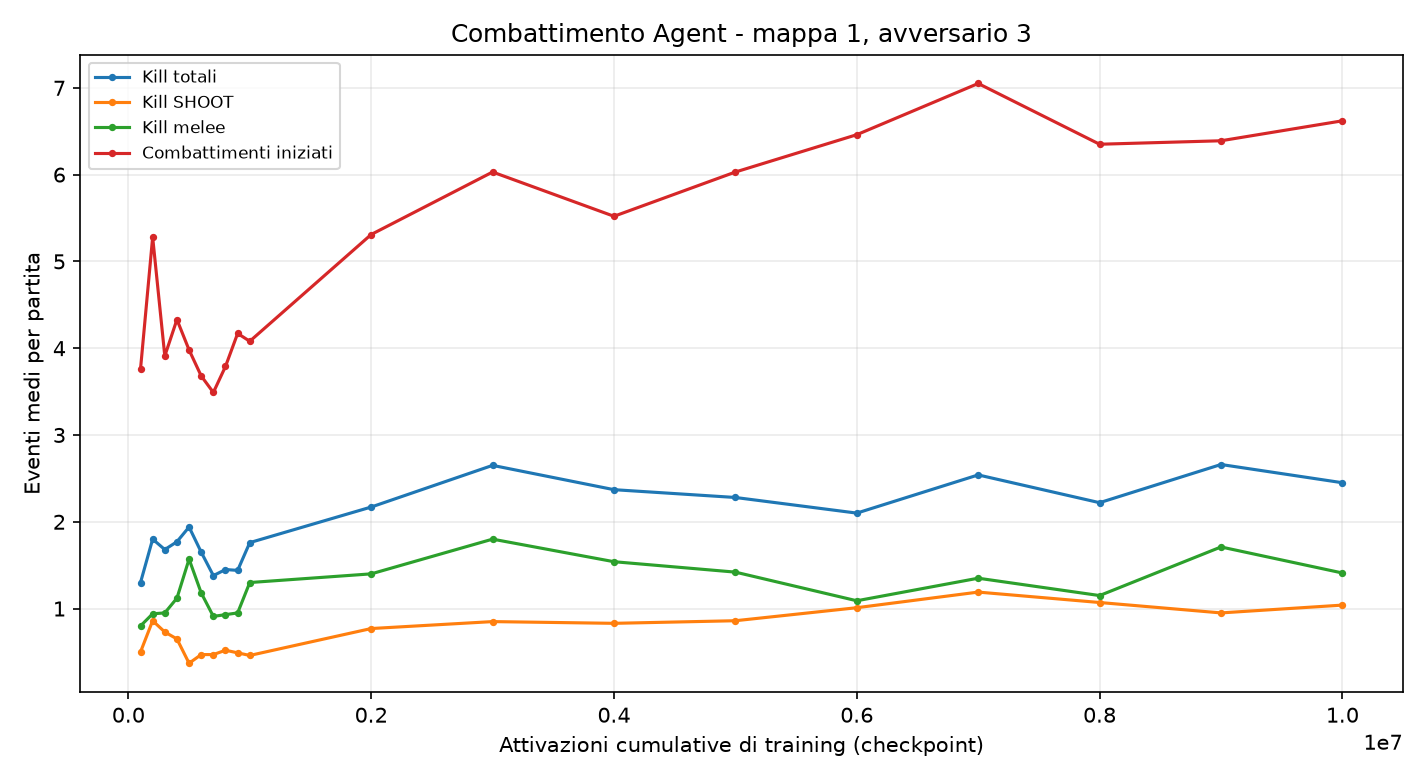 Combattimento Agent - mappa 1, avversario 3
Kill totali
Kill SHOOT
Kill melee
Combattimenti iniziati
Eventi medi per partita
7
6
5
4
3
2
1
0.0 0.2 0.4 0.6 0.8 1.0
1e7
Attivazioni cumulative di training (checkpoint)